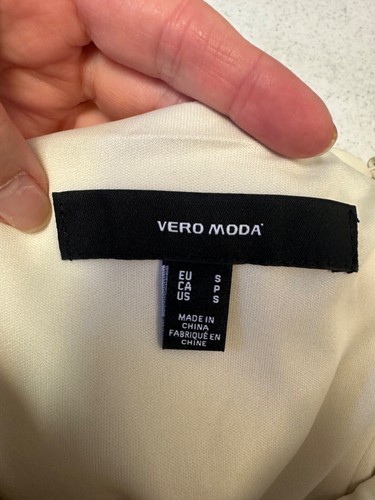 VERO MODA
EU S
CA P
US S
MADE IN
CHINA
FABRIQUÉ EN
CHINE